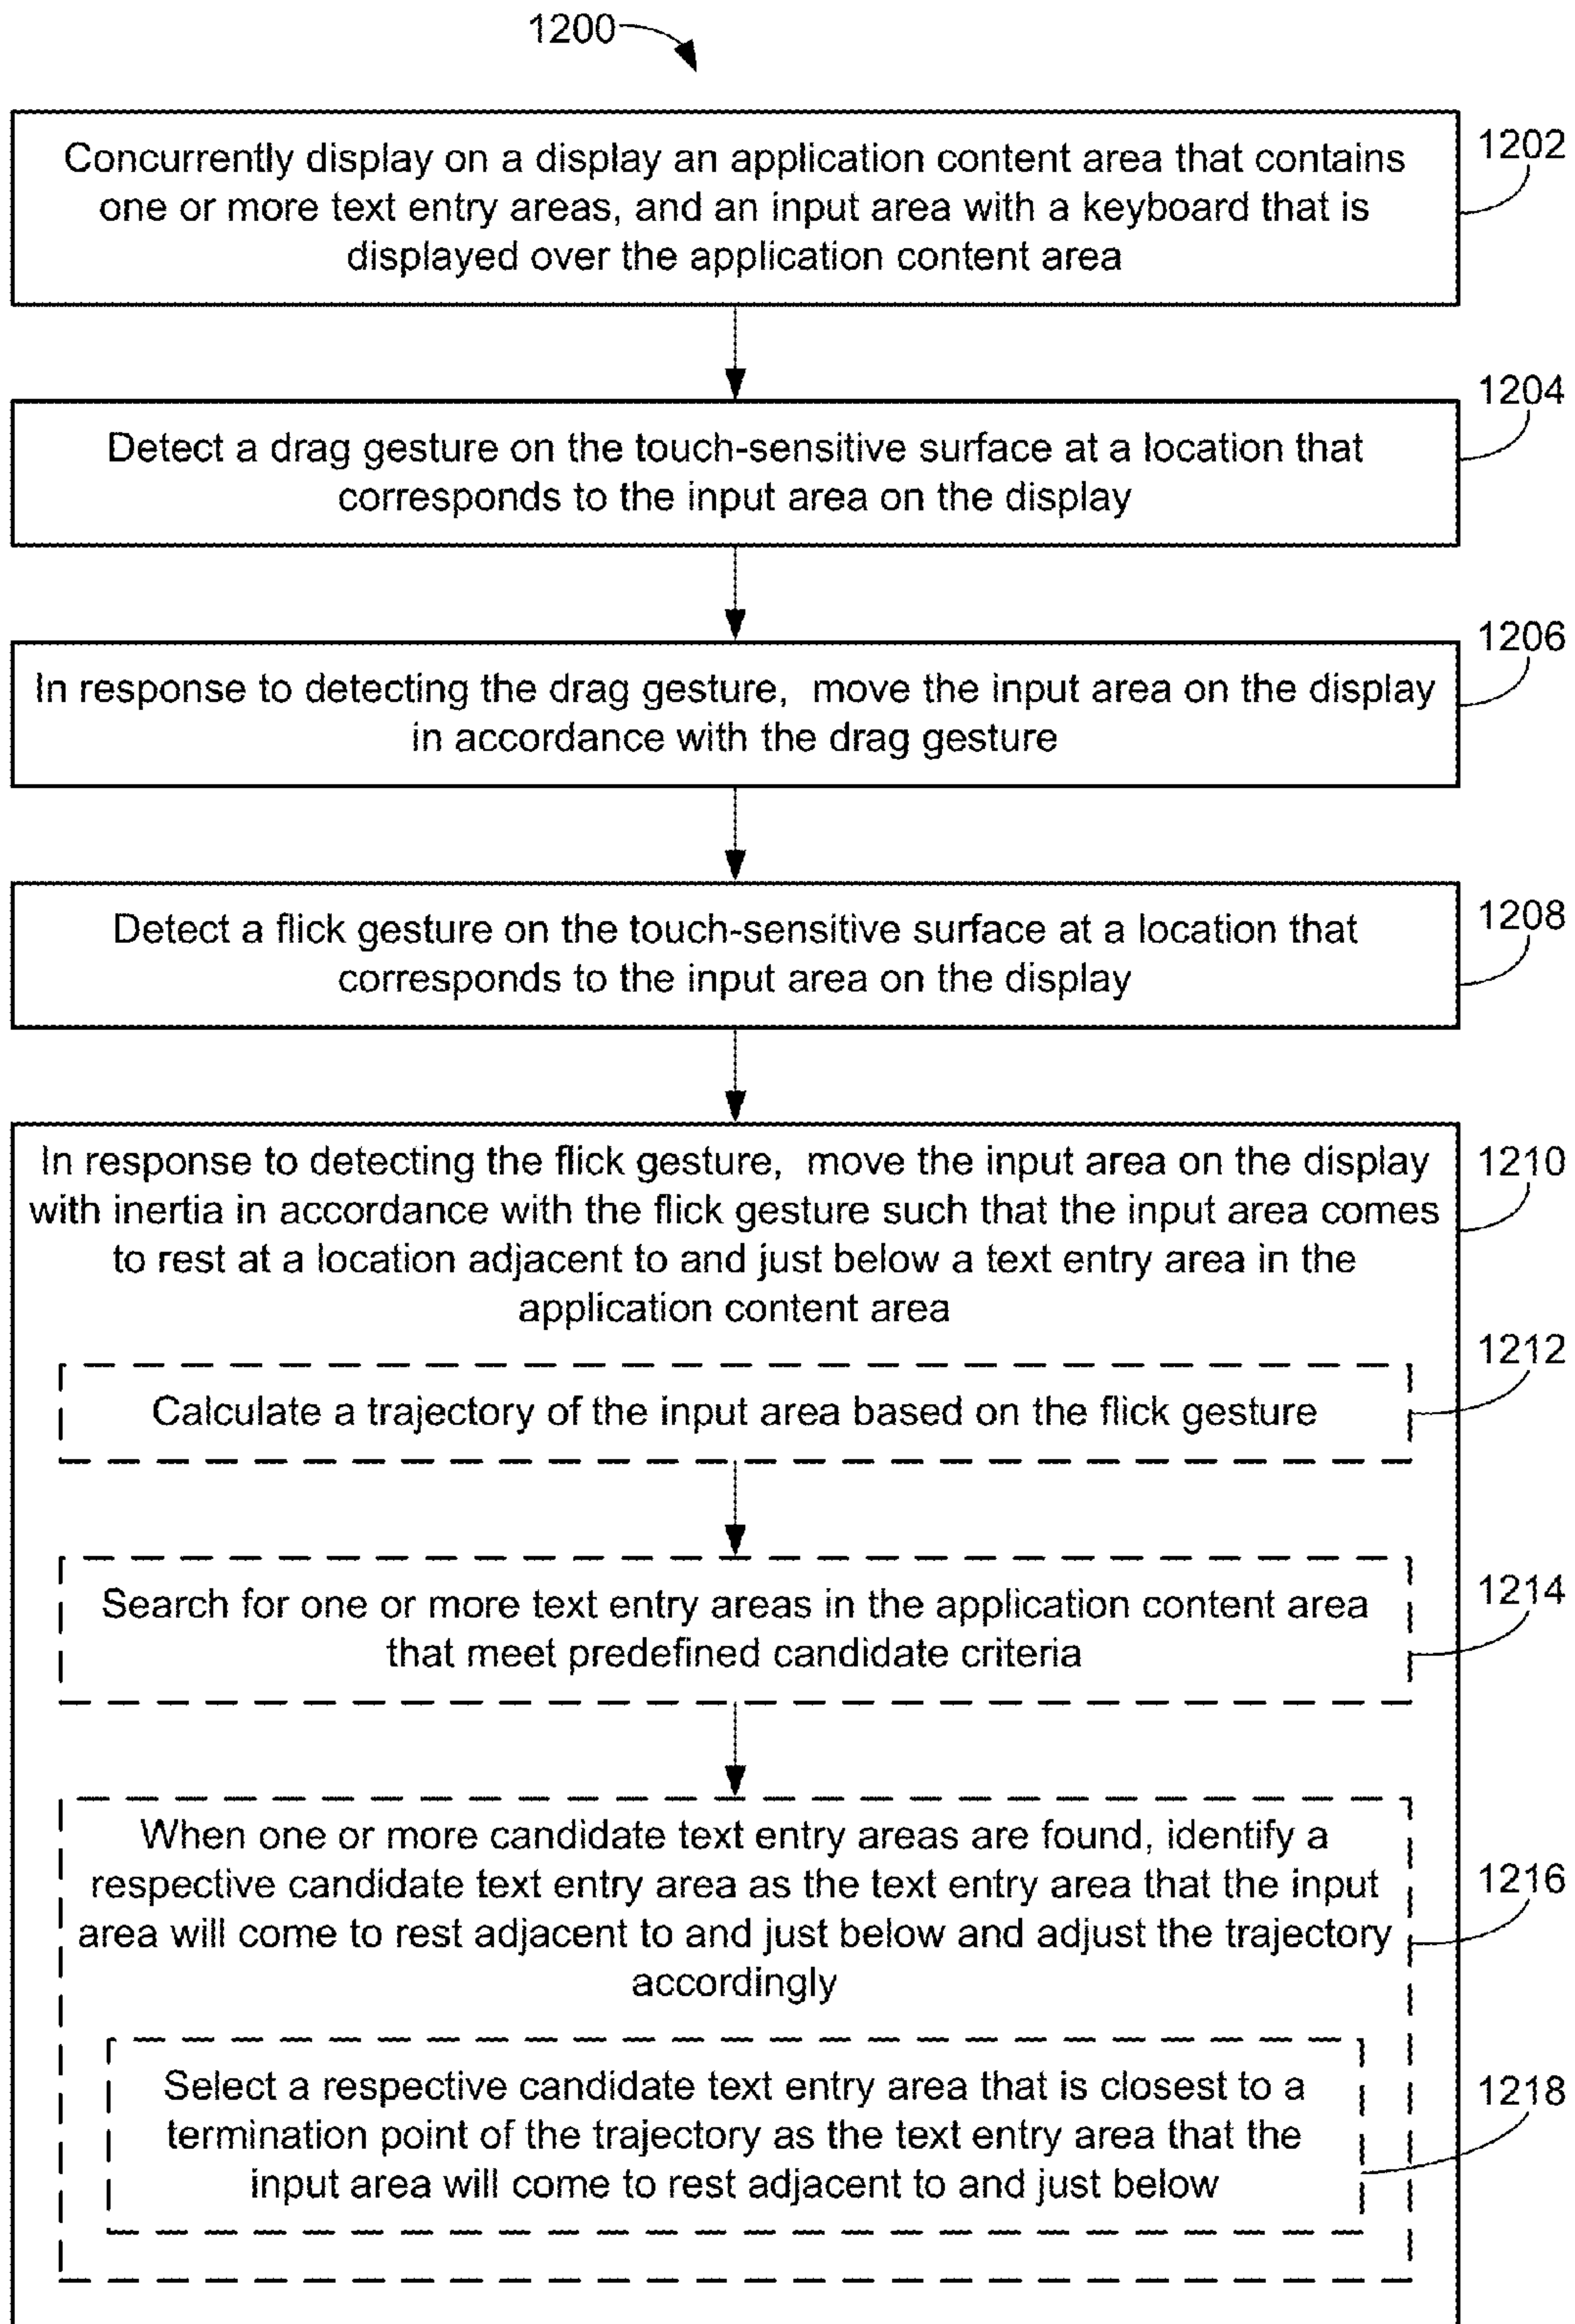 1200
Concurrently display on a display an application content area that contains
one or more text entry areas, and an input area with a keyboard that is
displayed over the application content area
1202
Detect a drag gesture on the touch-sensitive surface at a location that
corresponds to the input area on the display
1204
In response to detecting the drag gesture, move the input area on the display
in accordance with the drag gesture
1206
Detect a flick gesture on the touch-sensitive surface at a location that
corresponds to the input area on the display
1208
In response to detecting the flick gesture, move the input area on the display
with inertia in accordance with the flick gesture such that the input area comes
to rest at a location adjacent to and just below a text entry area in the
application content area
1210
Calculate a trajectory of the input area based on the flick gesture
1212
Search for one or more text entry areas in the application content area
that meet predefined candidate criteria
1214
When one or more candidate text entry areas are found, identify a
respective candidate text entry area as the text entry area that the input
area will come to rest adjacent to and just below and adjust the trajectory
accordingly
1216
Select a respective candidate text entry area that is closest to a
termination point of the trajectory as the text entry area that the
input area will come to rest adjacent to and just below
1218